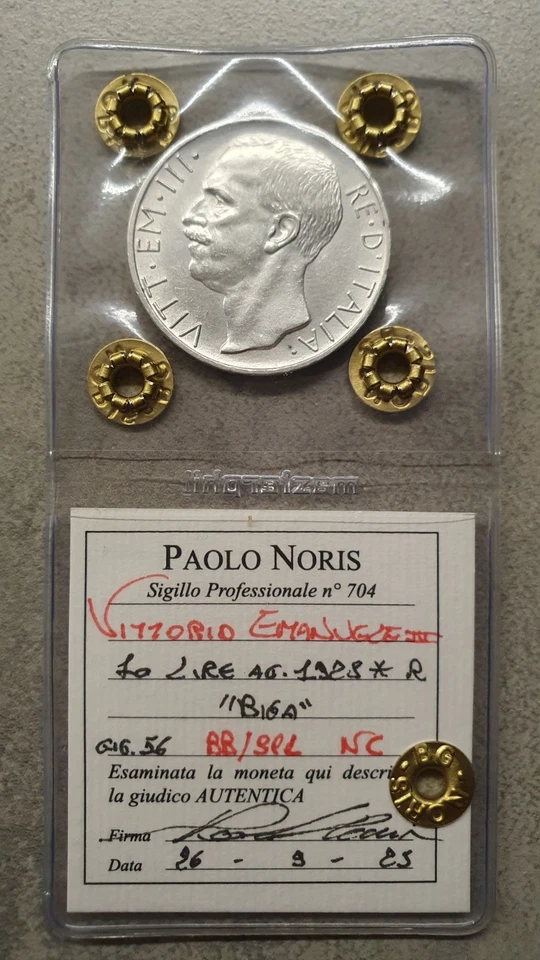 VITT·EM·III·
RE·D'ITALIA·
PAOLO NORIS
Sigillo Professionale n° 704
VITTORIO EMANUELE III
10 LIRE AG. 1928 * R
"BIGA"
GIG. 56 BB/SPL NC
Esaminata la moneta qui descri
la giudico AUTENTICA
Firma
Data 26 - 9 - 25
BG · NORIS ·